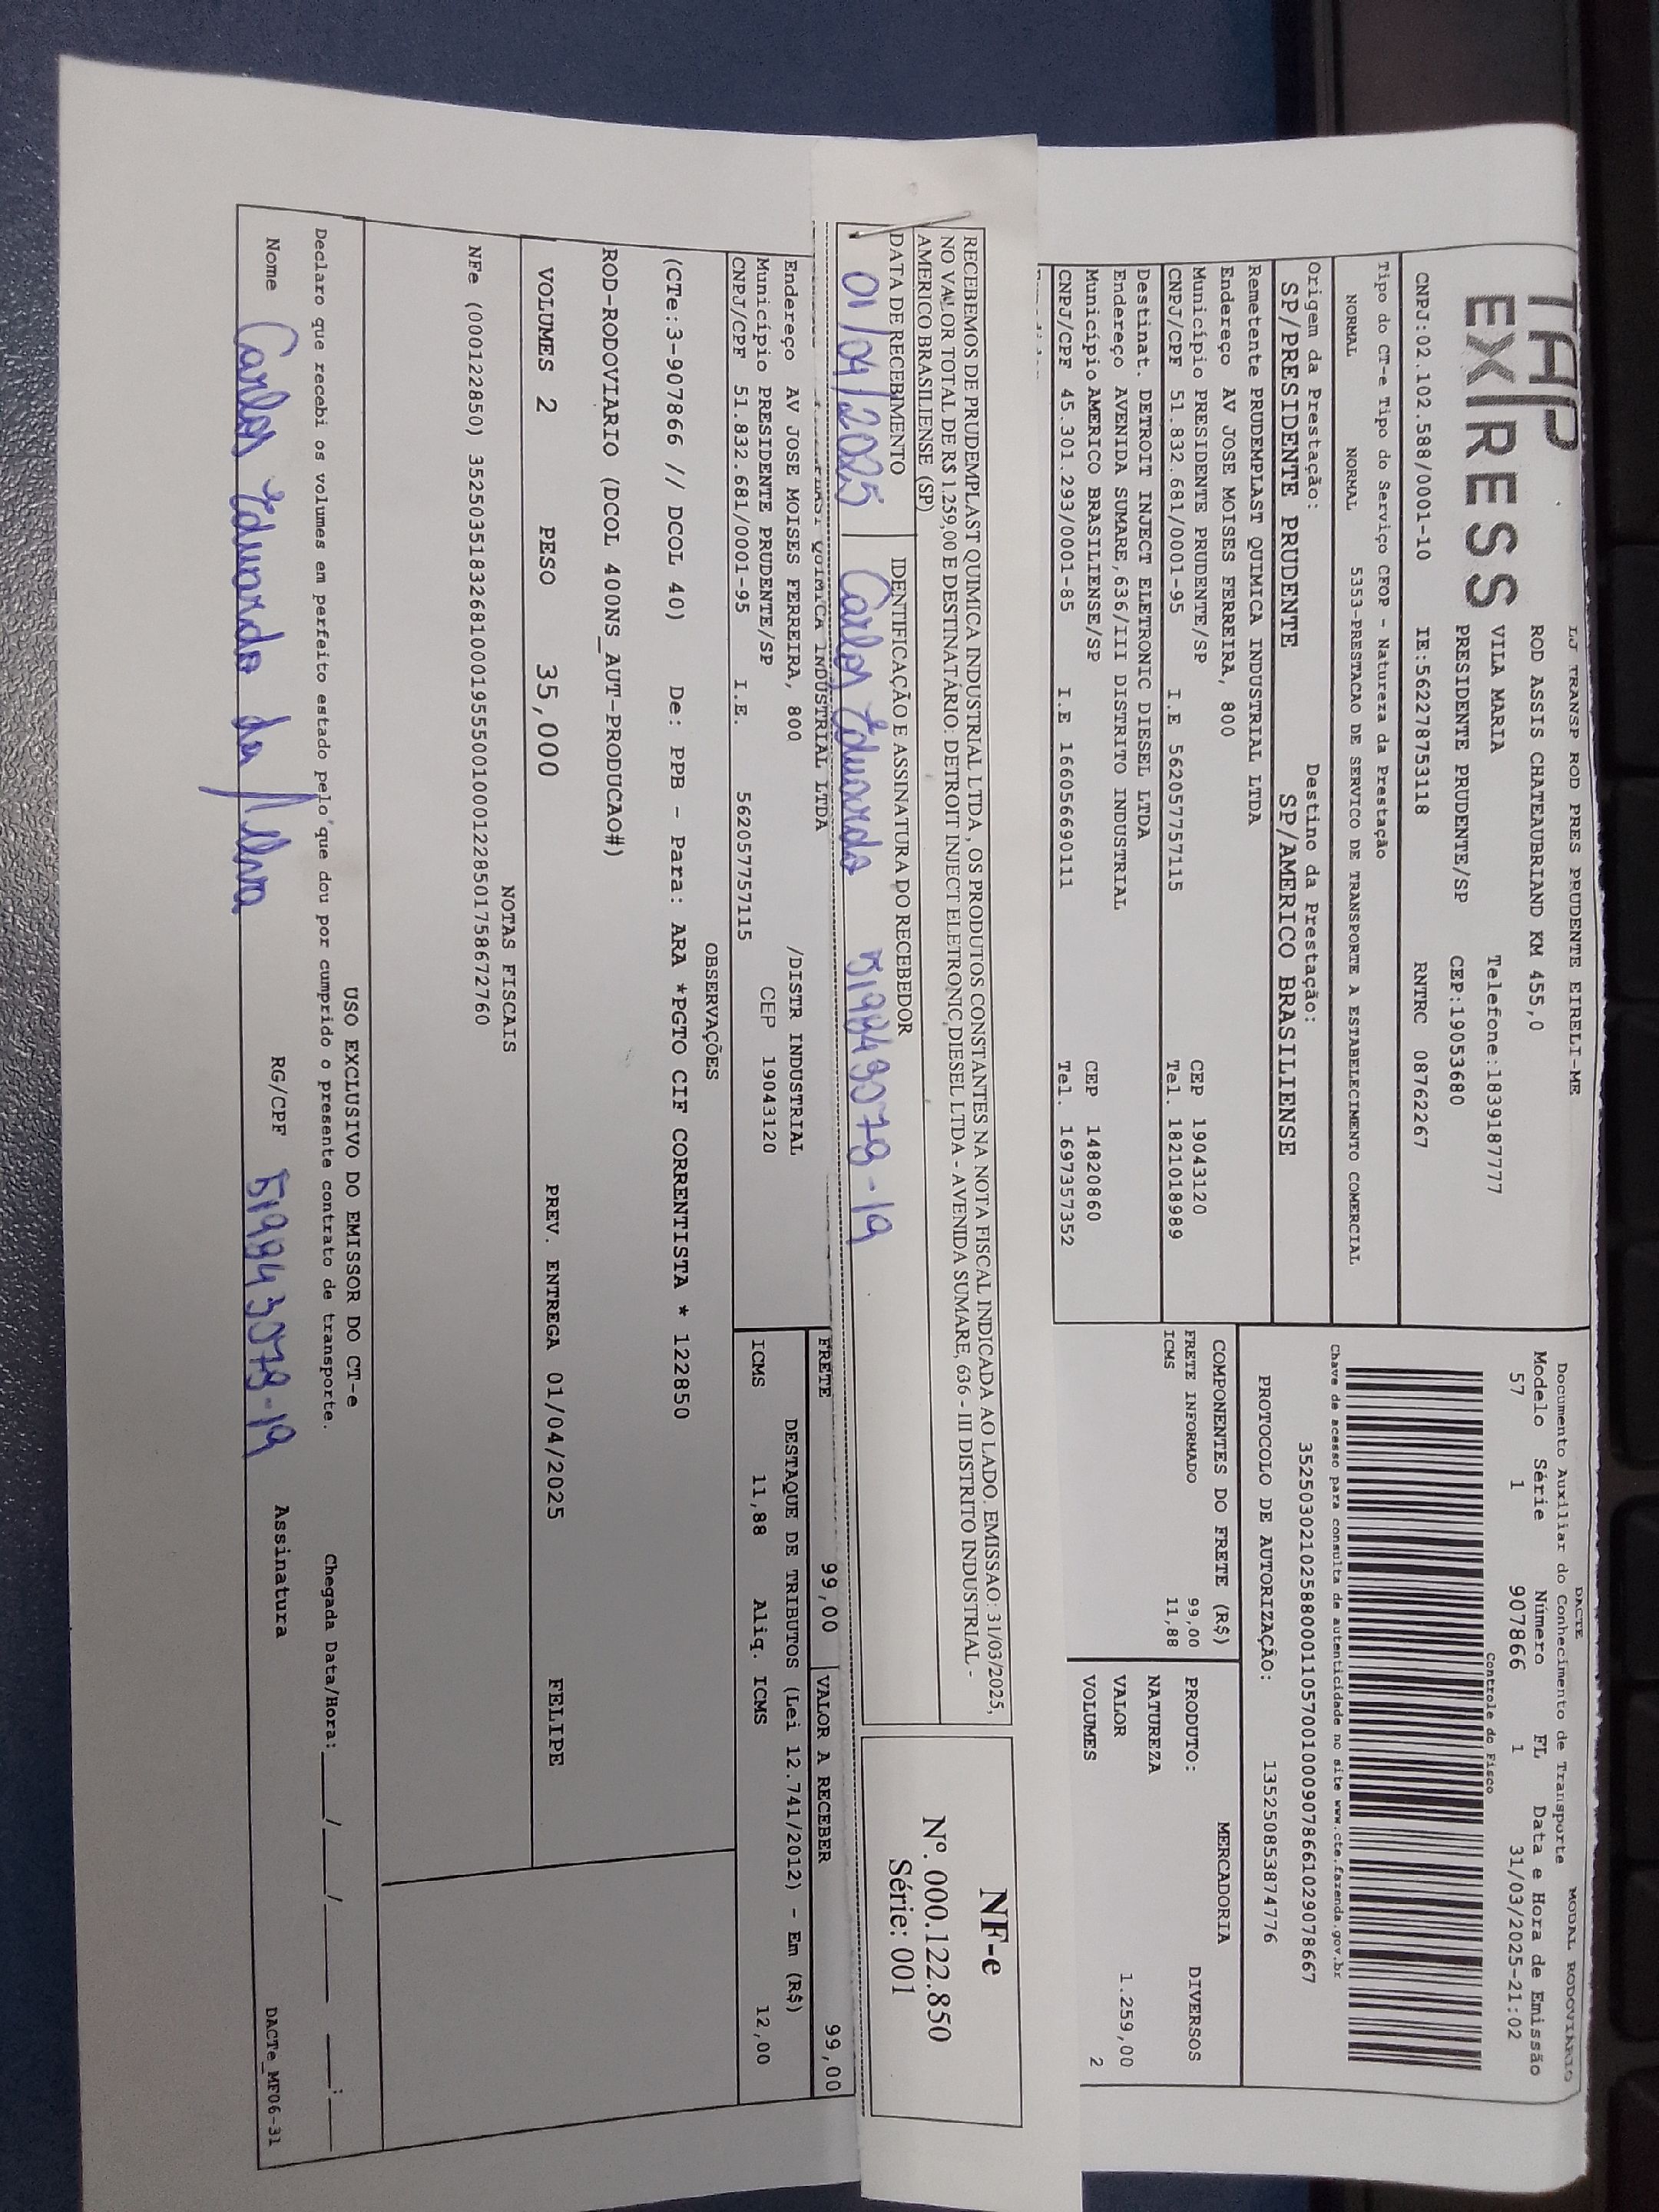 TAP
EXPRESS
LJ TRANSP ROD PRES PRUDENTE EIRELI-ME
ROD ASSIS CHATEAUBRIAND KM 455,0
VILA MARIA Telefone:1839187777
PRESIDENTE PRUDENTE/SP CEP:19053680
CNPJ:02.102.588/0001-10 IE:562278753118 RNTRC 08762267
Tipo do CT-e Tipo do Serviço CFOP - Natureza da Prestação
NORMAL NORMAL 5353-PRESTACAO DE SERVICO DE TRANSPORTE A ESTABELECIMENTO COMERCIAL
Origem da Prestação: Destino da Prestação:
SP/PRESIDENTE PRUDENTE SP/AMERICO BRASILIENSE
Remetente PRUDEMPLAST QUIMICA INDUSTRIAL LTDA
Endereço AV JOSE MOISES FERREIRA, 800
Município PRESIDENTE PRUDENTE/SP CEP 19043120
CNPJ/CPF 51.832.681/0001-95 I.E 562057757115 Tel. 1821018989
Destinat. DETROIT INJECT ELETRONIC DIESEL LTDA
Endereço AVENIDA SUMARE,636/III DISTRITO INDUSTRIAL
Município AMERICO BRASILIENSE/SP CEP 14820860
CNPJ/CPF 45.301.293/0001-85 I.E 166056690111 Tel. 1697357352
DACTE MODAL RODOVIARIO
Documento Auxiliar do Conhecimento de Transporte
Modelo Série Número FL Data e Hora de Emissão
57 1 907866 1 31/03/2025-21:02
Controle do Fisco
Chave de acesso para consulta de autenticidade no site www.cte.fazenda.gov.br
35250302102588000110570010009078661029078667
PROTOCOLO DE AUTORIZAÇÃO: 135250853874776
COMPONENTES DO FRETE (R$)
FRETE INFORMADO 99,00
ICMS 11,88
MERCADORIA
PRODUTO: DIVERSOS
NATUREZA
VALOR 1.259,00
VOLUMES 2
RECEBEMOS DE PRUDEMPLAST QUIMICA INDUSTRIAL LTDA , OS PRODUTOS CONSTANTES NA NOTA FISCAL INDICADA AO LADO. EMISSAO: 31/03/2025,
NO VALOR TOTAL DE R$ 1.259,00 E DESTINATÁRIO: DETROIT INJECT ELETRONIC DIESEL LTDA - AVENIDA SUMARE, 636 - III DISTRITO INDUSTRIAL -
AMERICO BRASILIENSE (SP)
DATA DE RECEBIMENTO IDENTIFICAÇÃO E ASSINATURA DO RECEBEDOR
01/04/2025 Carlos Eduardo
NF-e
Nº. 000.122.850
Série: 001
QUIMICA INDUSTRIAL LTDA
Endereço AV JOSE MOISES FERREIRA, 800 /DISTR INDUSTRIAL
Município PRESIDENTE PRUDENTE/SP CEP 19043120
CNPJ/CPF 51.832.681/0001-95 I.E. 562057757115
FRETE 99,00 VALOR A RECEBER 99,00
DESTAQUE DE TRIBUTOS (Lei 12.741/2012) - Em (R$)
ICMS 11,88 Aliq. ICMS 12,00
OBSERVAÇÕES
(CTe:3-907866 // DCOL 40) De: PPB - Para: ARA *PGTO CIF CORRENTISTA * 122850
ROD-RODOVIARIO (DCOL 400NS_AUT-PRODUCAO#)
VOLUMES 2 PESO 35,000 PREV. ENTREGA 01/04/2025 FELIPE
NOTAS FISCAIS
NFe (000122850) 35250351832681000195550010001228501758672760
USO EXCLUSIVO DO EMISSOR DO CT-e
Declaro que recebi os volumes em perfeito estado pelo que dou por cumprido o presente contrato de transporte. Chegada Data/Hora:____/____/______ ___:___
Nome Carlos Eduardo da Silva RG/CPF Assinatura
DACTe_MF06-31